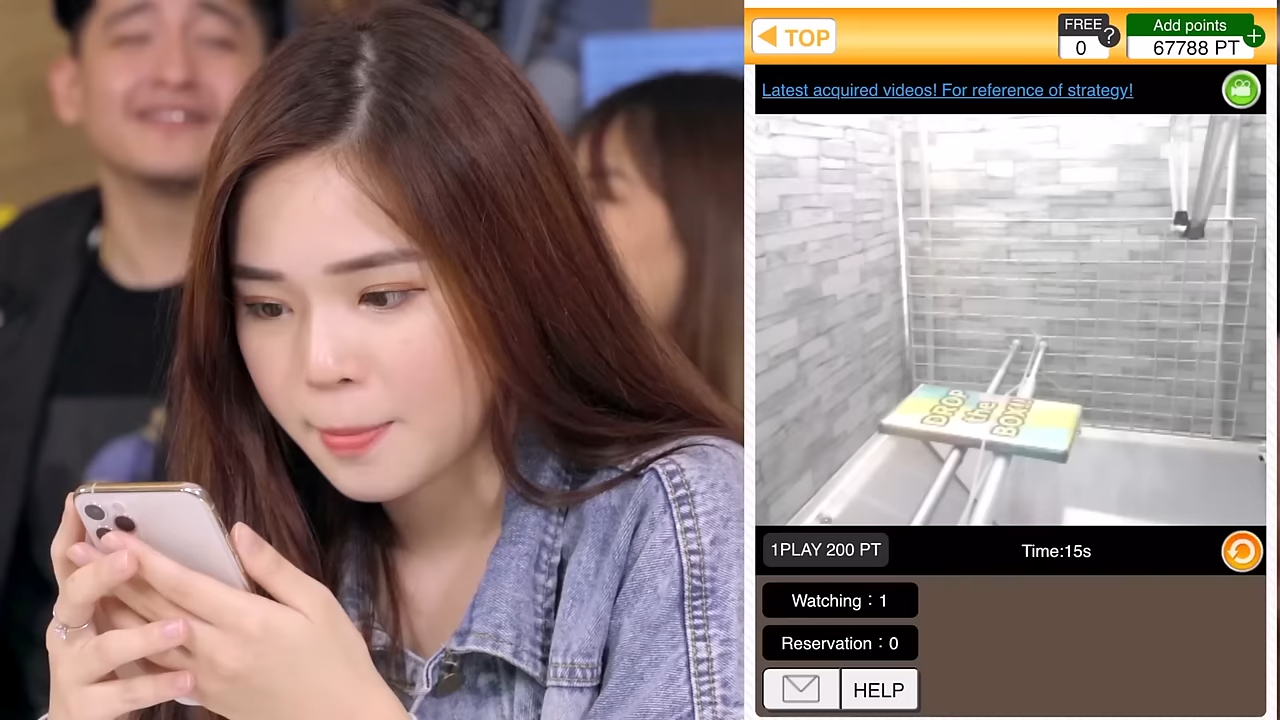 TOP
FREE
0
?
Add points
67788 PT
+
Latest acquired videos! For reference of strategy!
DROP
the
BOX!!
1PLAY 200 PT
Time:15s
Watching：1
Reservation：0
HELP